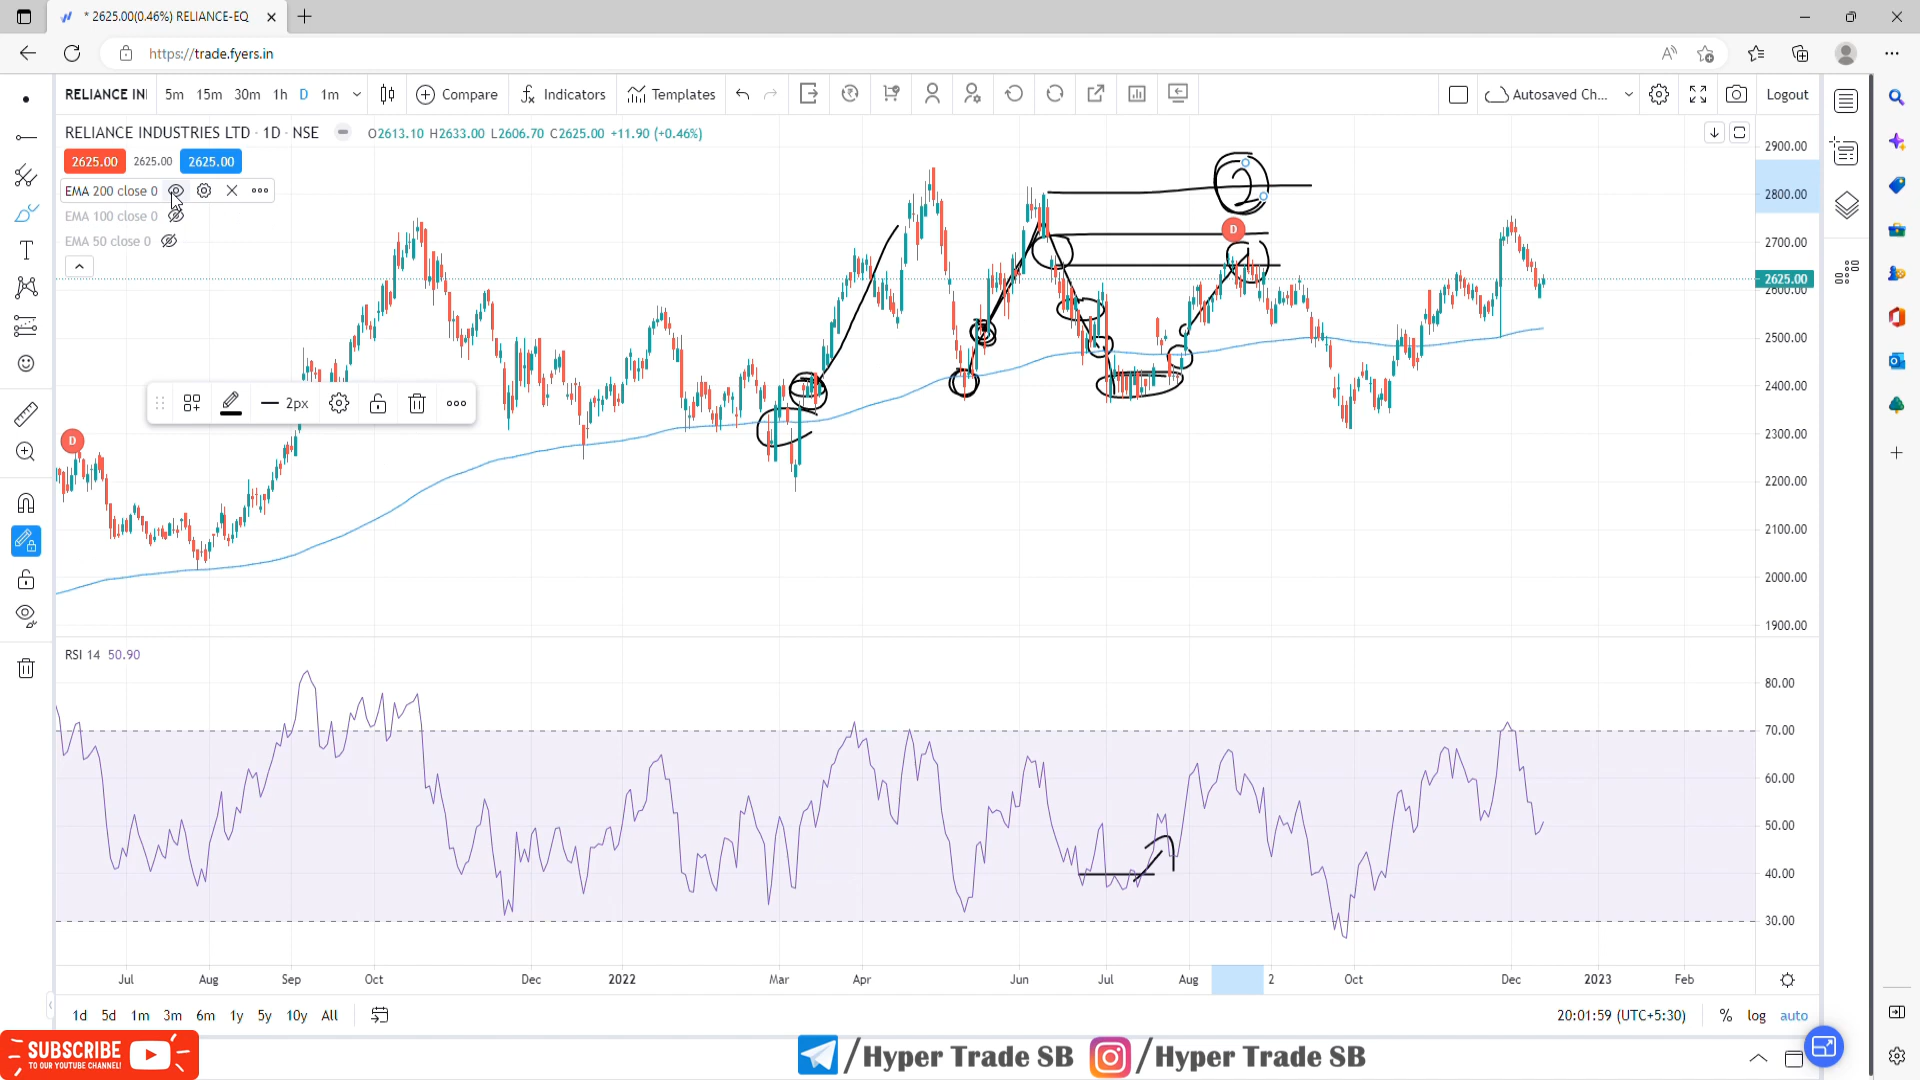 * 2625.00(0.46%) RELIANCE-EQ
https://trade.fyers.in
RELIANCE IN 5m 15m 30m 1h D 1m Compare Indicators Templates Autosaved Ch... Logout
RELIANCE INDUSTRIES LTD · 1D · NSE O2613.10 H2633.00 L2606.70 C2625.00 +11.90 (+0.46%)
2625.00 2625.00 2625.00
EMA 200 close 0
EMA 100 close 0
EMA 50 close 0
2
1
D
D
2900.00
2800.00
2700.00
2625.00
2600.00
2500.00
2400.00
2300.00
2200.00
2100.00
2000.00
1900.00
2px
RSI 14 50.90
80.00
70.00
60.00
50.00
40.00
30.00
Jul Aug Sep Oct Dec 2022 Mar Apr Jun Jul Aug 2 Oct Dec 2023 Feb
1d 5d 1m 3m 6m 1y 5y 10y All 20:01:59 (UTC+5:30) % log auto
SUBSCRIBE
TO OUR YOUTUBE CHANNEL!
/Hyper Trade SB /Hyper Trade SB